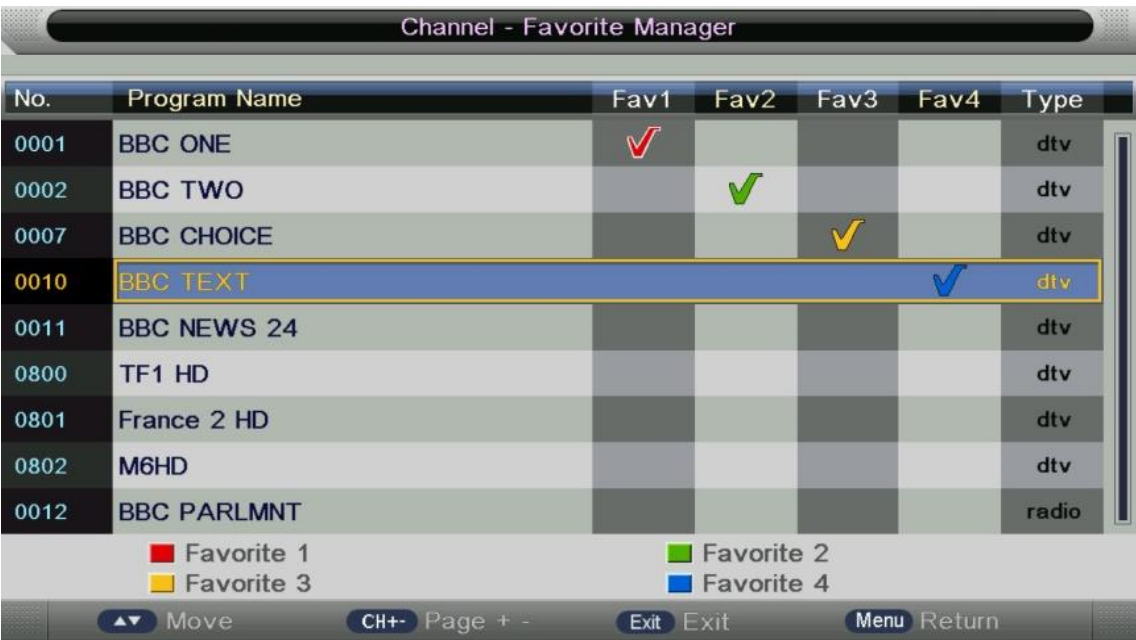 Channel - Favorite Manager
No. Program Name Fav1 Fav2 Fav3 Fav4 Type
0001 BBC ONE dtv
0002 BBC TWO dtv
0007 BBC CHOICE dtv
0010 BBC TEXT dtv
0011 BBC NEWS 24 dtv
0800 TF1 HD dtv
0801 France 2 HD dtv
0802 M6HD dtv
0012 BBC PARLMNT radio
Favorite 1 Favorite 2
Favorite 3 Favorite 4
Move CH+- Page + - Exit Exit Menu Return